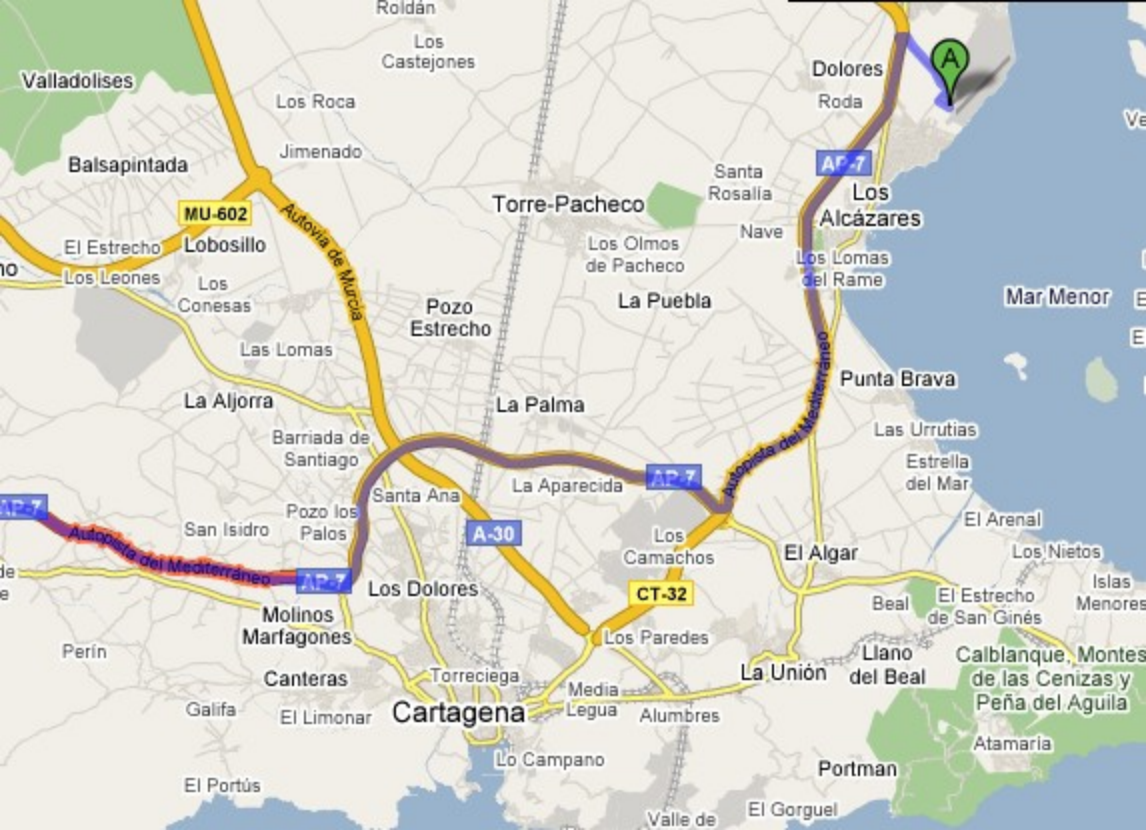 Roldán
Los
Castejones
Valladolises
Dolores
A
Los Roca
Roda
Jimenado
Balsapintada
AP-7
Santa
Rosalía
Los
Alcázares
Torre-Pacheco
MU-602
Autovía de Murcia
El Estrecho
Lobosillo
Nave
Los Olmos
de Pacheco
Los Lomas
del Rame
Los Leones
Los
Conesas
Pozo
Estrecho
La Puebla
Mar Menor
Las Lomas
Autopista del Mediterráneo
Punta Brava
La Aljorra
La Palma
Barriada de
Santiago
Las Urrutias
Estrella
del Mar
AP-7
Santa Ana
La Aparecida
AP-7
Pozo los
Palos
San Isidro
A-30
El Arenal
Autopista del Mediterráneo
Los
Camachos
El Algar
Los Nietos
AP-7
Los Dolores
CT-32
Islas
Menores
Beal
El Estrecho
de San Ginés
Molinos
Marfagones
Los Paredes
Perín
Llano
del Beal
Calblanque, Montes
de las Cenizas y
Peña del Aguila
Canteras
Torreciega
La Unión
Media
Legua
Galifa
El Limonar
Cartagena
Alumbres
Atamaría
Lo Campano
Portman
El Portús
El Gorguel
Valle de